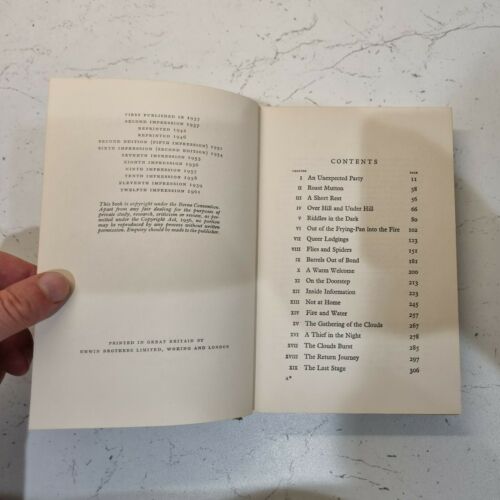 FIRST PUBLISHED IN 1937
SECOND IMPRESSION 1937
REPRINTED 1942
REPRINTED 1946
SECOND EDITION (FIFTH IMPRESSION) 1951
SIXTH IMPRESSION (SECOND EDITION) 1954
SEVENTH IMPRESSION 1955
EIGHTH IMPRESSION 1956
NINTH IMPRESSION 1957
TENTH IMPRESSION 1958
ELEVENTH IMPRESSION 1959
TWELFTH IMPRESSION 1961
This book is copyright under the Berne Convention.
Apart from any fair dealing for the purposes of
private study, research, criticism or review, as per-
mitted under the Copyright Act, 1956, no portion
may be reproduced by any process without written
permission. Enquiry should be made to the publisher.
PRINTED IN GREAT BRITAIN BY
UNWIN BROTHERS LIMITED, WOKING AND LONDON
CONTENTS
CHAPTER PAGE
I An Unexpected Party 11
II Roast Mutton 38
III A Short Rest 56
IV Over Hill and Under Hill 66
V Riddles in the Dark 80
VI Out of the Frying-Pan into the Fire 102
VII Queer Lodgings 123
VIII Flies and Spiders 151
IX Barrels Out of Bond 181
X A Warm Welcome 200
XI On the Doorstep 213
XII Inside Information 225
XIII Not at Home 245
XIV Fire and Water 257
XV The Gathering of the Clouds 267
XVI A Thief in the Night 278
XVII The Clouds Burst 285
XVIII The Return Journey 297
XIX The Last Stage 306